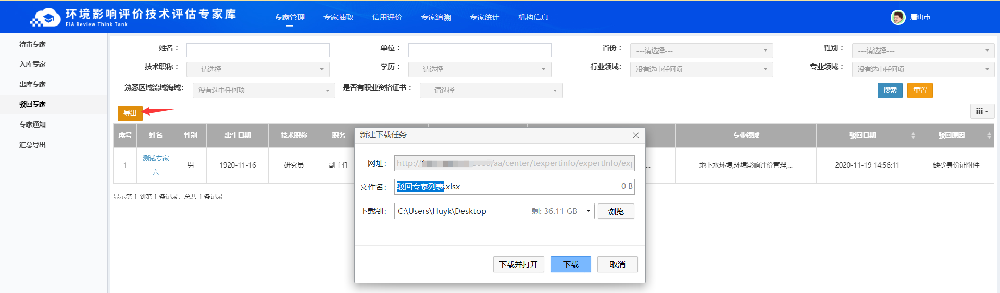 环境影响评价技术评估专家库
EIA Review Think Tank
专家管理 专家抽取 信用评价 专家追溯 专家统计 机构信息 唐山市
待审专家
入库专家
出库专家
驳回专家
专家通知
汇总导出
姓名： 单位： 省份： ---请选择--- 性别： ---请选择---
技术职称： ---请选择--- 学历： ---请选择--- 行业领域： 没有选中任何项 专业领域： 没有选中任何项
熟悉区域流域海域： 没有选中任何项 是否有职业资格证书： ---请选择--- 搜索 重置
导出
序号 姓名 性别 出生日期 技术职称 职务 专业领域 驳回日期 驳回原因
1 测试专家六 男 1920-11-16 研究员 副主任 ... 地下水环境,环境影响评价管理,... 2020-11-19 14:56:11 缺少身份证附件
显示第 1 到第 1 条记录，总共 1 条记录
新建下载任务
网址： http:// /aa/center/texpertinfo/expertInfo/exp
文件名： 驳回专家列表.xlsx 0 B
下载到： C:\Users\Huyk\Desktop 剩: 36.11 GB 浏览
下载并打开 下载 取消